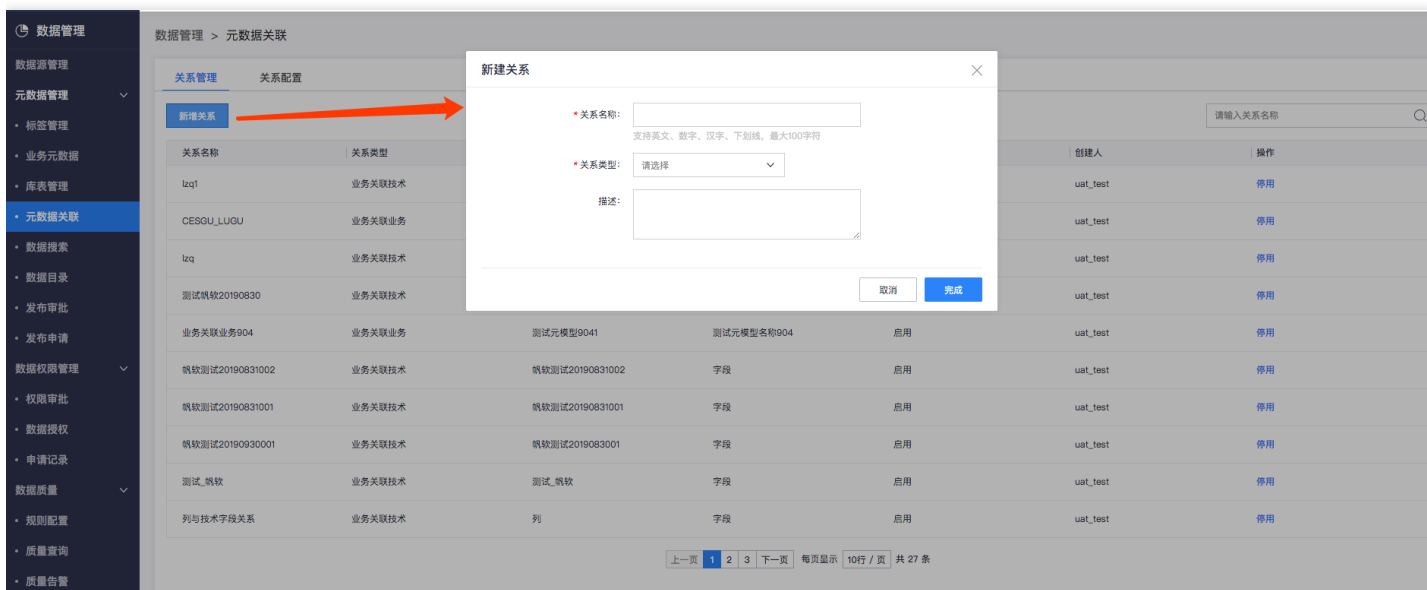 数据管理
数据源管理
元数据管理
• 标签管理
• 业务元数据
• 库表管理
• 元数据关联
• 数据搜索
• 数据目录
• 发布审批
• 发布申请
数据权限管理
• 权限审批
• 数据授权
• 申请记录
数据质量
• 规则配置
• 质量查询
• 质量告警
数据管理 > 元数据关联
关系管理 关系配置
新增关系 请输入关系名称
新建关系
*关系名称:
支持英文、数字、汉字、下划线，最大100字符
*关系类型: 请选择
描述:
取消 完成
关系名称 关系类型 创建人 操作
lzq1 业务关联技术 uat_test 停用
CESGU_LUGU 业务关联业务 uat_test 停用
lzq 业务关联技术 uat_test 停用
测试帆软20190830 业务关联技术 uat_test 停用
业务关联业务904 业务关联业务 测试元模型9041 测试元模型名称904 启用 uat_test 停用
帆软测试20190831002 业务关联技术 帆软测试20190831002 字段 启用 uat_test 停用
帆软测试20190831001 业务关联技术 帆软测试20190831001 字段 启用 uat_test 停用
帆软测试20190930001 业务关联技术 帆软测试2019083001 字段 启用 uat_test 停用
测试_帆软 业务关联技术 测试_帆软 字段 启用 uat_test 停用
列与技术字段关系 业务关联技术 列 字段 启用 uat_test 停用
上一页 1 2 3 下一页 每页显示 10行 / 页 共 27 条